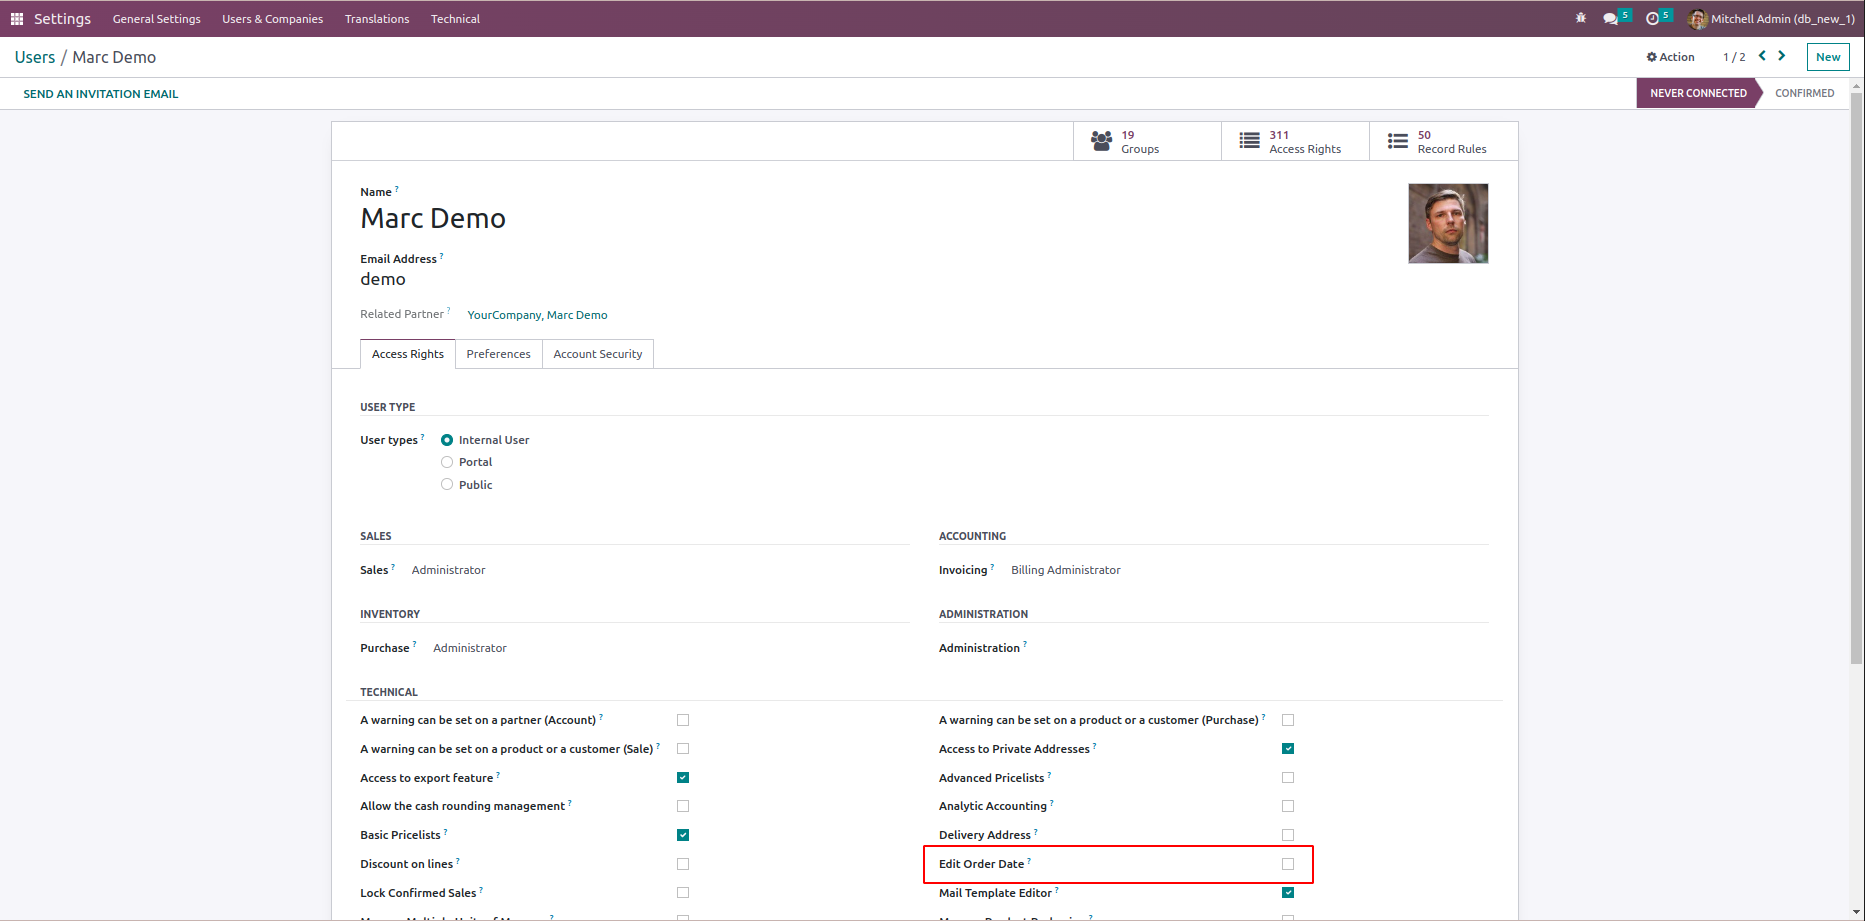 Settings General Settings Users & Companies Translations Technical 5 5 Mitchell Admin (db_new_1)
Users / Marc Demo Action 1 / 2 New
SEND AN INVITATION EMAIL NEVER CONNECTED CONFIRMED
19 Groups
311 Access Rights
50 Record Rules
Name ?
Marc Demo
Email Address ?
demo
Related Partner ? YourCompany, Marc Demo
Access Rights Preferences Account Security
USER TYPE
User types ? Internal User
Portal
Public
SALES ACCOUNTING
Sales ? Administrator Invoicing ? Billing Administrator
INVENTORY ADMINISTRATION
Purchase ? Administrator Administration ?
TECHNICAL
A warning can be set on a partner (Account) ? A warning can be set on a product or a customer (Purchase) ?
A warning can be set on a product or a customer (Sale) ? Access to Private Addresses ?
Access to export feature ? Advanced Pricelists ?
Allow the cash rounding management ? Analytic Accounting ?
Basic Pricelists ? Delivery Address ?
Discount on lines ? Edit Order Date ?
Lock Confirmed Sales ? Mail Template Editor ?